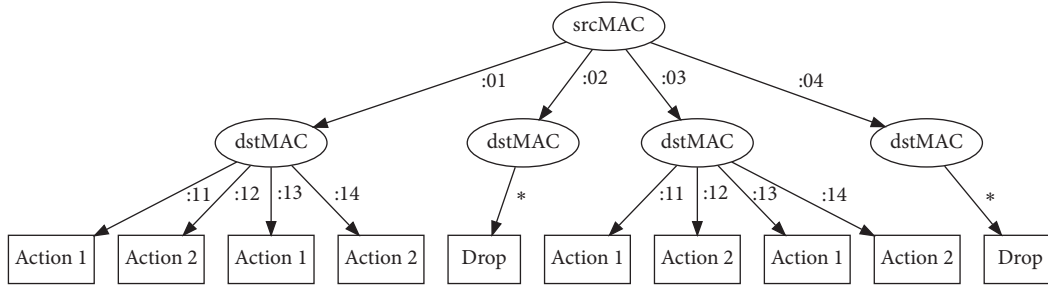 srcMAC
:01
:02
:03
:04
dstMAC
dstMAC
dstMAC
dstMAC
:11
:12
:13
:14
*
:11
:12
:13
:14
*
Action 1
Action 2
Action 1
Action 2
Drop
Action 1
Action 2
Action 1
Action 2
Drop